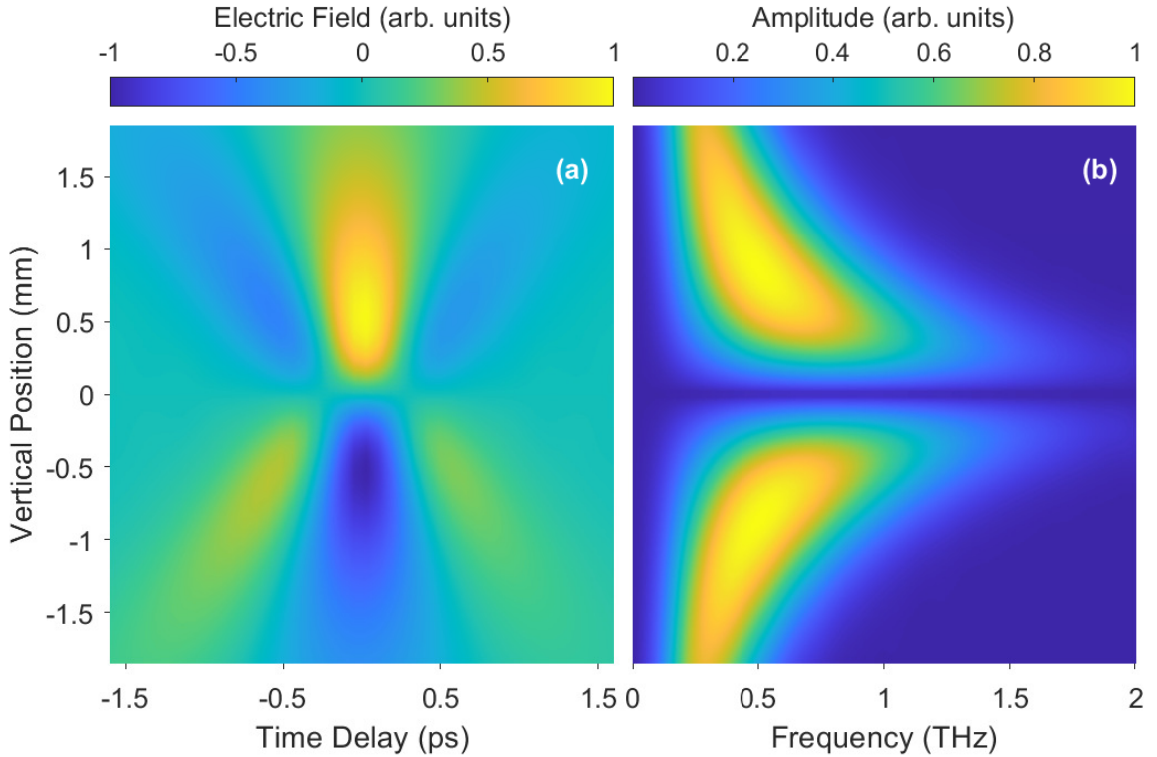 Electric Field (arb. units)
-1 -0.5 0 0.5 1
Amplitude (arb. units)
0.2 0.4 0.6 0.8 1
(a)
(b)
Vertical Position (mm)
1.5
1
0.5
0
-0.5
-1
-1.5
-1.5 -0.5 0.5 1.5
Time Delay (ps)
0 0.5 1 1.5 2
Frequency (THz)